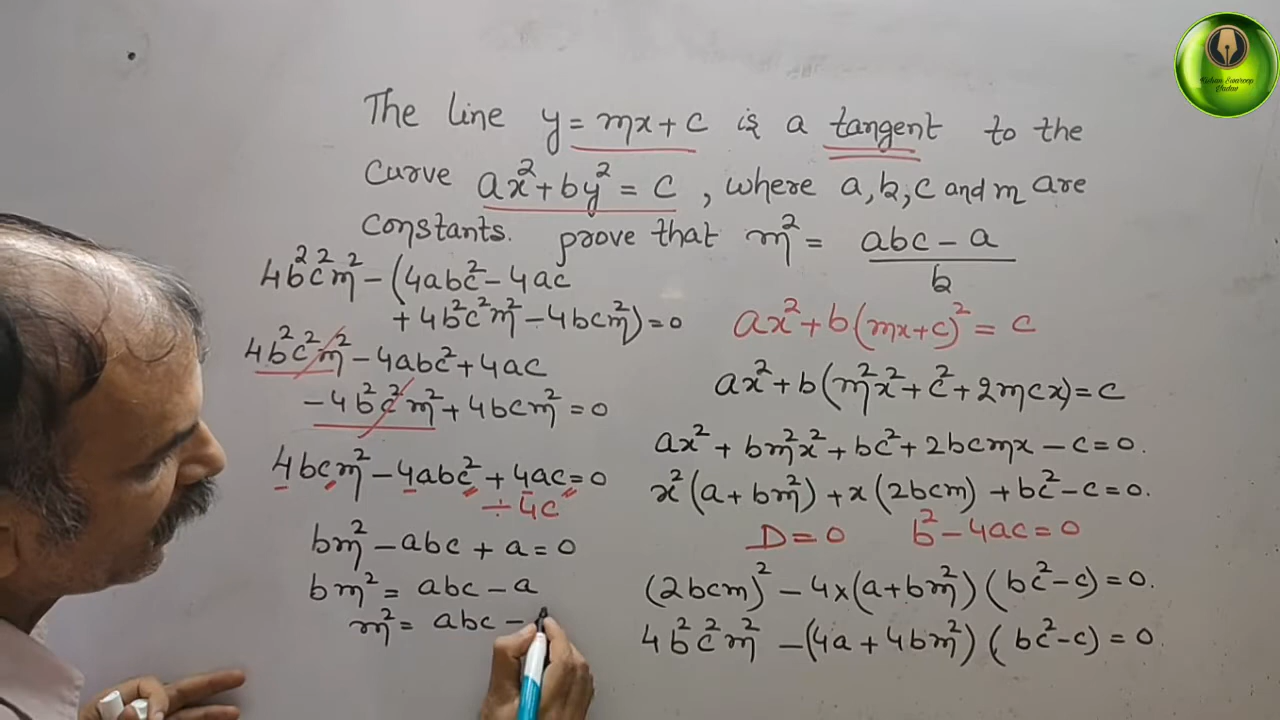 The line y = mx + c is a tangent to the
curve ax² + by² = c, where a, b, c and m are
constants. prove that m² = (abc - a)/b
ax² + b(mx+c)² = c
ax² + b(m²x² + c² + 2mcx) = c
ax² + bm²x² + bc² + 2bcmx - c = 0.
x²(a + bm²) + x(2bcm) + bc² - c = 0.
D = 0 b² - 4ac = 0
(2bcm)² - 4×(a+bm²)(bc²-c) = 0.
4b²c²m² - (4a + 4bm²)(bc²-c) = 0
4b²c²m² - (4abc² - 4ac
+ 4b²c²m² - 4bcm²) = 0
4b²c²m² - 4abc² + 4ac
- 4b²c²m² + 4bcm² = 0
4bcm² - 4abc² + 4ac = 0
÷ 4c
bm² - abc + a = 0
bm² = abc - a
m² = abc -
Kishan Swaroop
Yadav